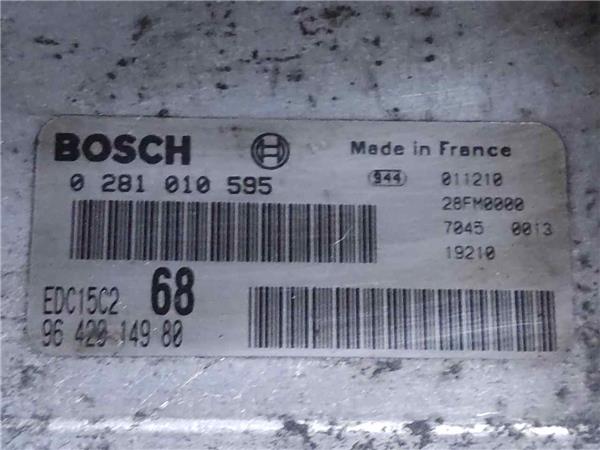 BOSCH
Made in France
0 281 010 595
944 011210
28FM0000
7045 0013
19210
EDC15C2 68
96 420 149 80